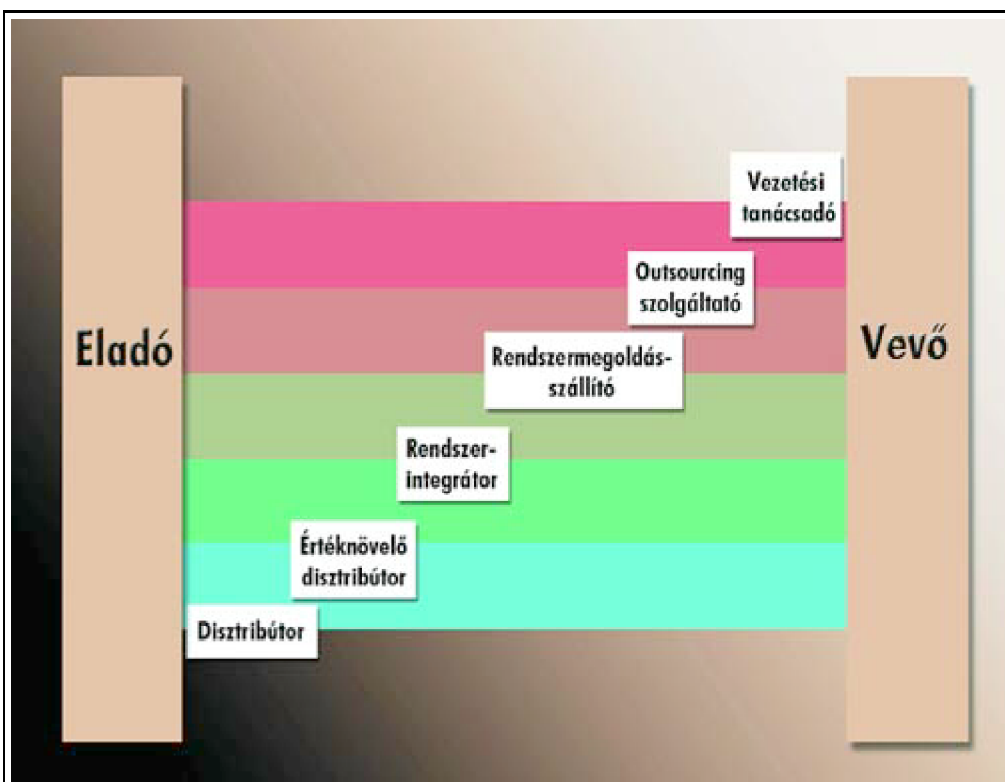 Vezetési
tanácsadó
Outsourcing
szolgáltató
Eladó
Vevő
Rendszermegoldás-
szállító
Rendszer-
integrátor
Értéknövelő
disztribútor
Disztribútor